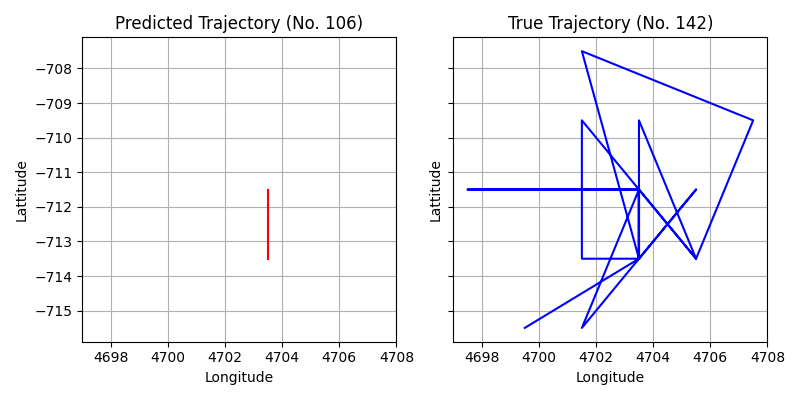 Predicted Trajectory (No. 106)
True Trajectory (No. 142)
Lattitude
−708
−709
−710
−711
−712
−713
−714
−715
4698 4700 4702 4704 4706 4708
Longitude
Lattitude
4698 4700 4702 4704 4706 4708
Longitude